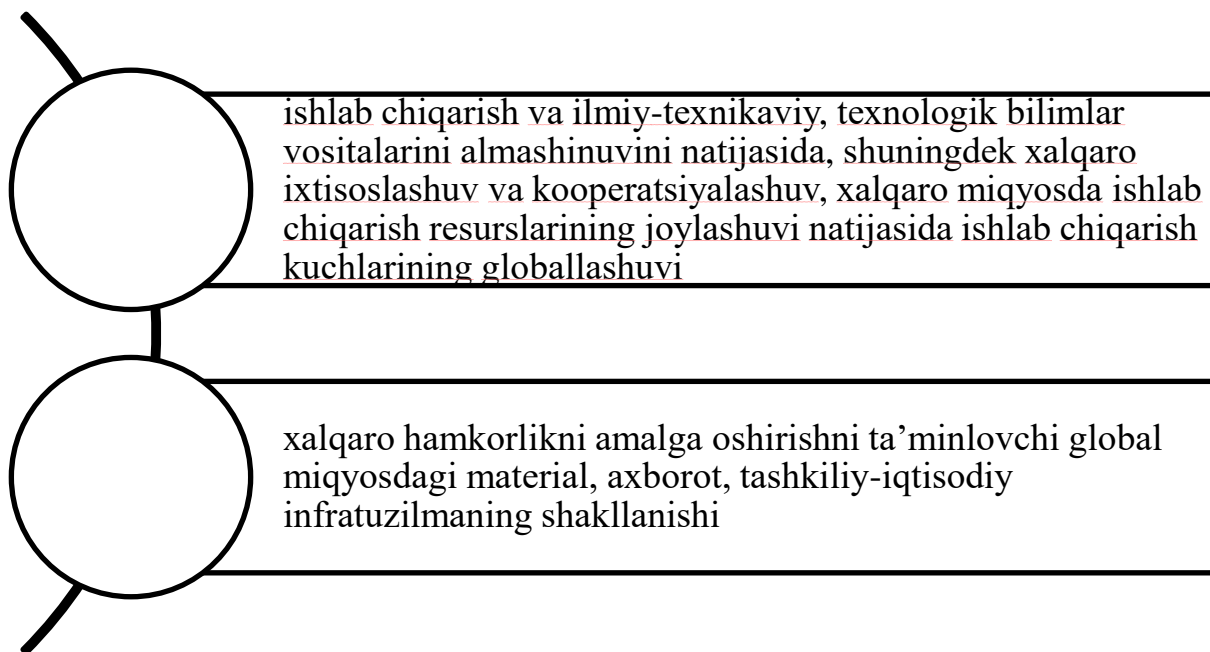 ishlab chiqarish va ilmiy-texnikaviy, texnologik bilimlar
vositalarini almashinuvini natijasida, shuningdek xalqaro
ixtisoslashuv va kooperatsiyalashuv, xalqaro miqyosda ishlab
chiqarish resurslarining joylashuvi natijasida ishlab chiqarish
kuchlarining globallashuvi
xalqaro hamkorlikni amalga oshirishni ta’minlovchi global
miqyosdagi material, axborot, tashkiliy-iqtisodiy
infratuzilmaning shakllanishi